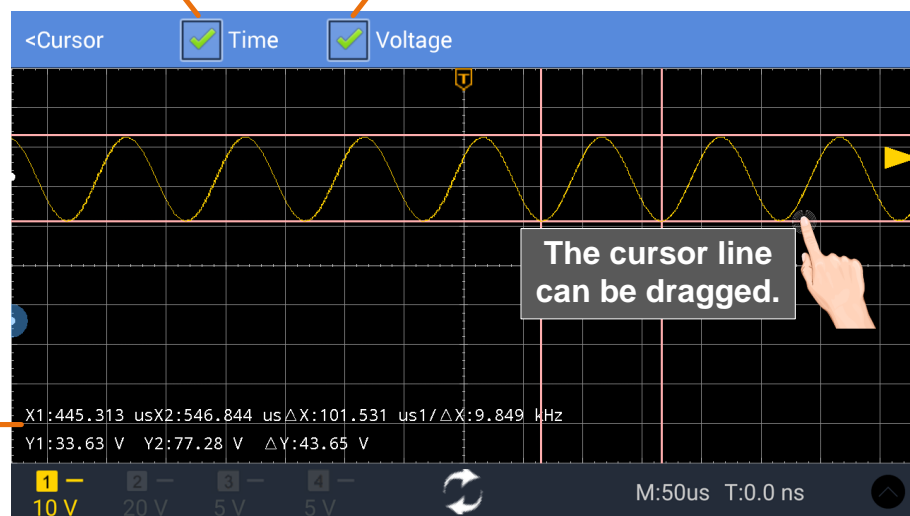 <Cursor Time Voltage
T
The cursor line
can be dragged.
X1:445.313 usX2:546.844 us△X:101.531 us1/△X:9.849 kHz
Y1:33.63 V Y2:77.28 V △Y:43.65 V
1 2 3 4
10 V 20 V 5 V 5 V M:50us T:0.0 ns